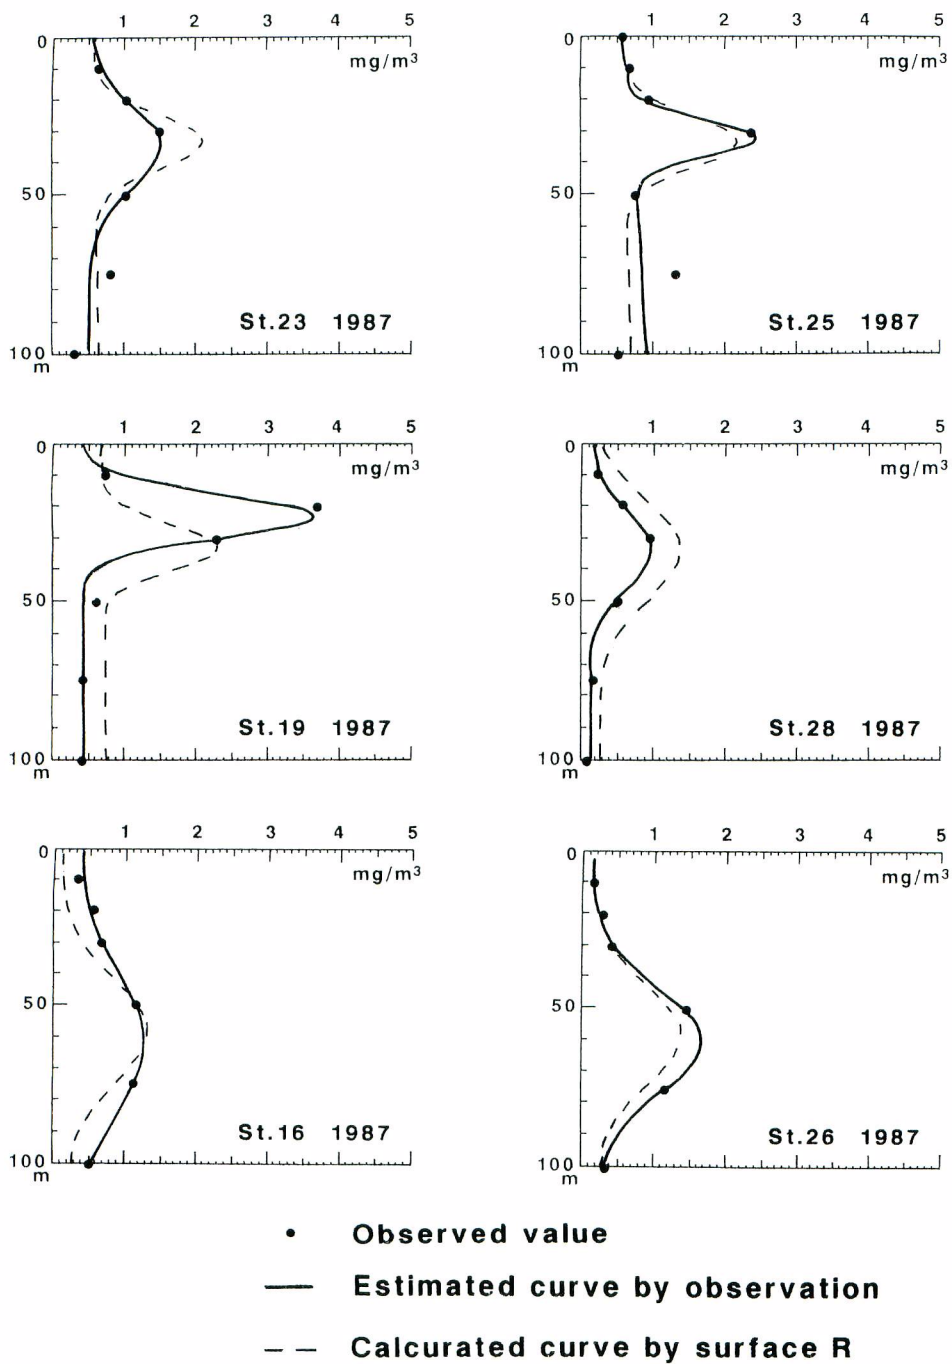 1 2 3 4 5
0
mg/m³
50
100
m
St.23 1987
1 2 3 4 5
0
mg/m³
50
100
m
St.25 1987
1 2 3 4 5
0
mg/m³
50
100
m
St.19 1987
1 2 3 4 5
0
mg/m³
50
100
m
St.28 1987
1 2 3 4 5
0
mg/m³
50
100
m
St.16 1987
1 2 3 4 5
0
mg/m³
50
100
m
St.26 1987
Observed value
Estimated curve by observation
Calcurated curve by surface R